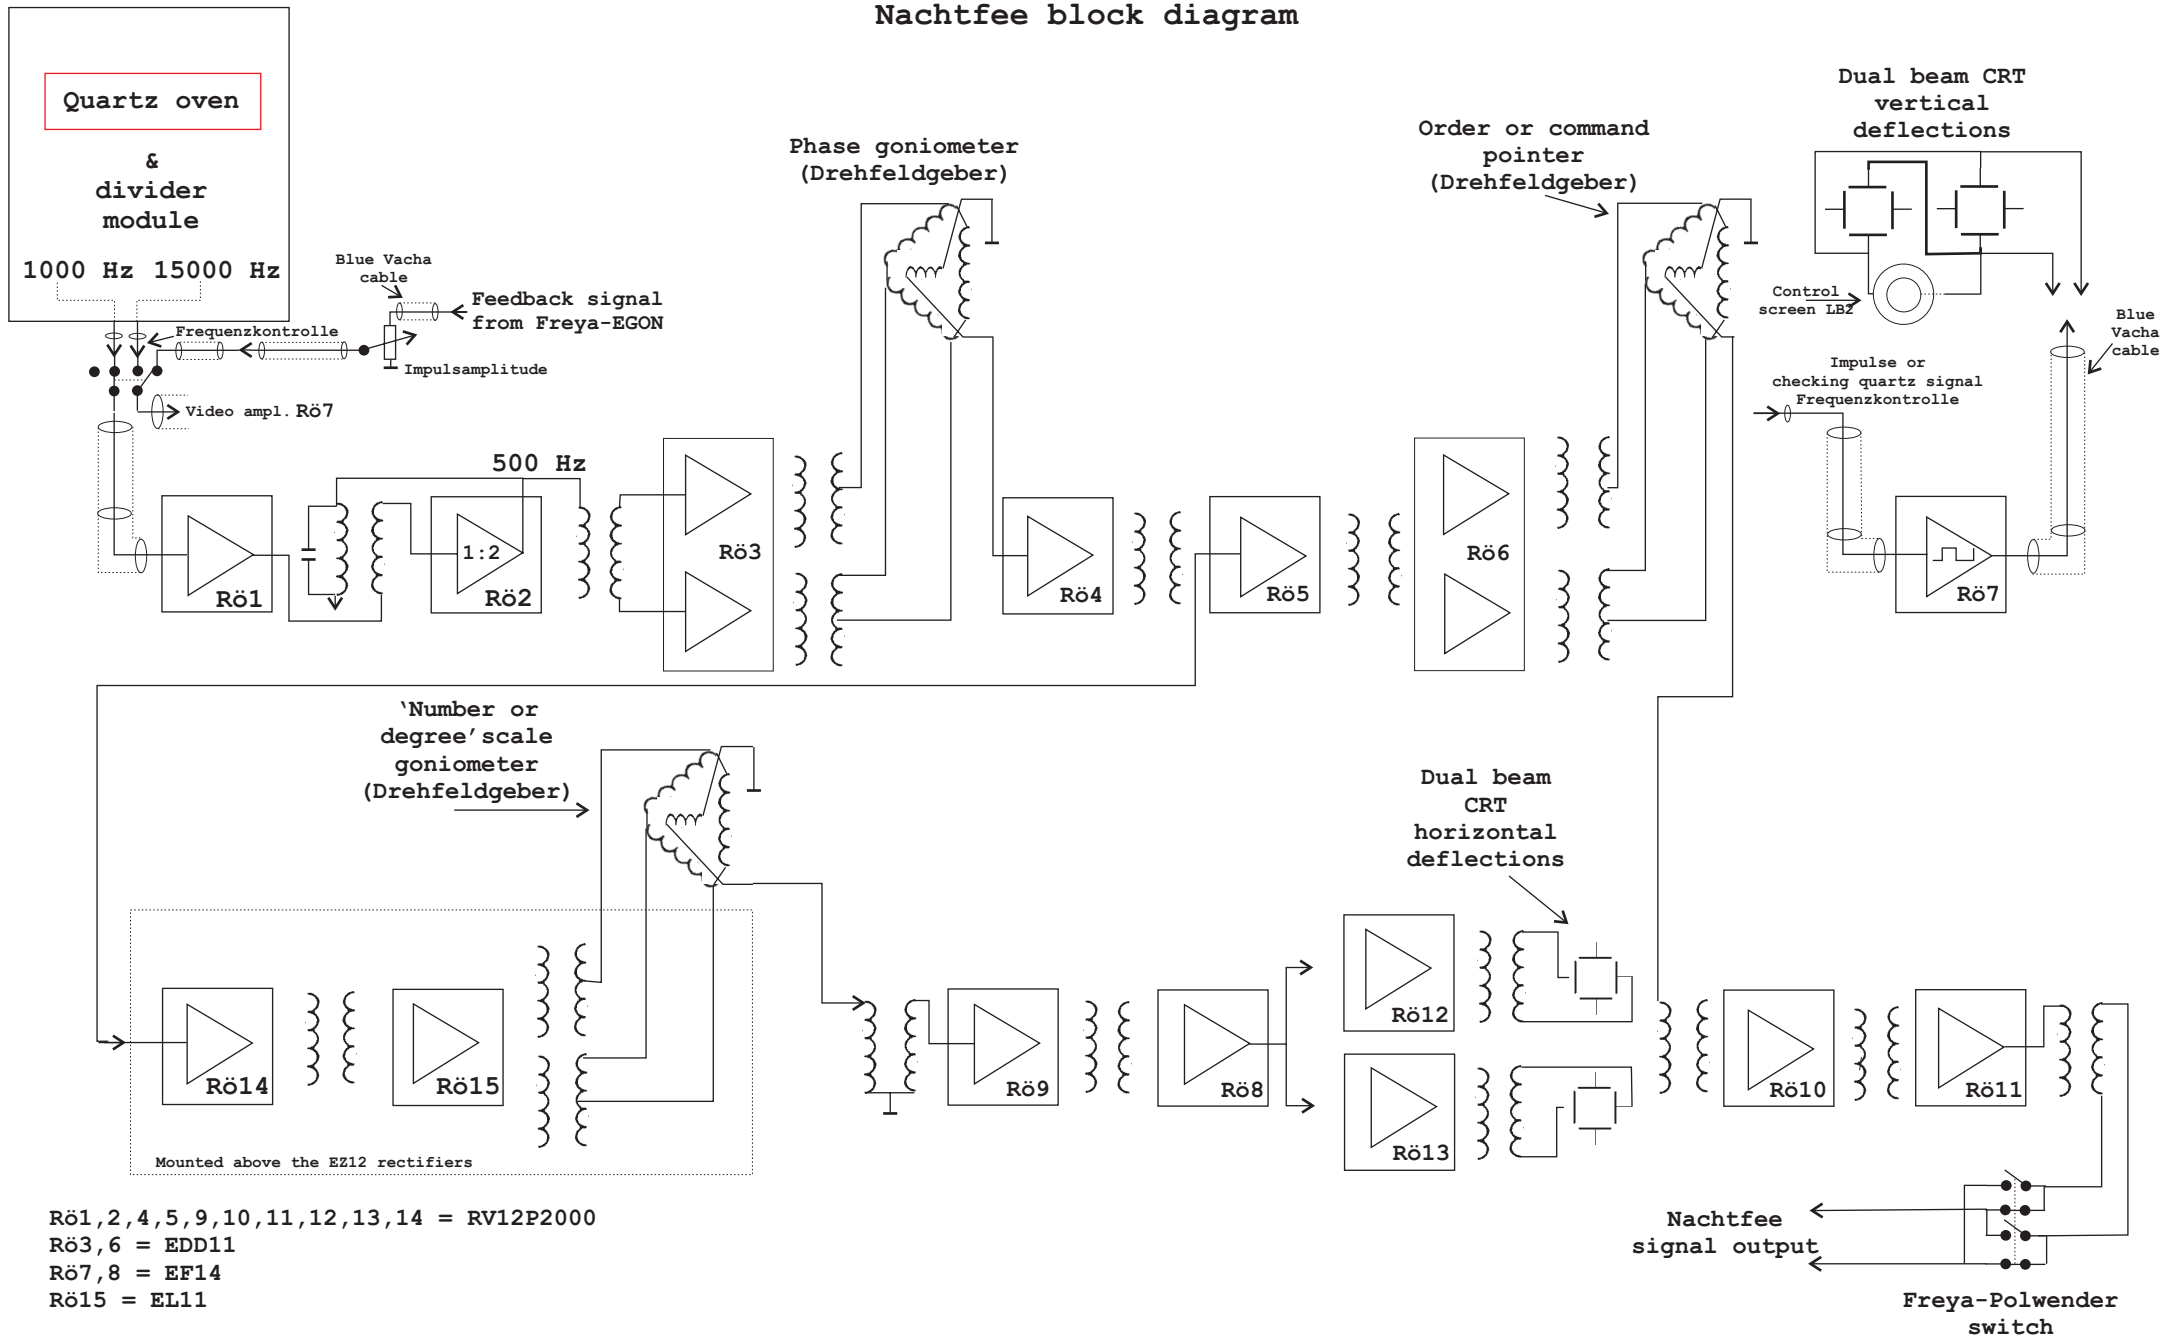 Nachtfee block diagram
Quartz oven
&
divider
module
1000 Hz 15000 Hz
Blue Vacha
cable
Feedback signal
from Freya-EGON
Frequenzkontrolle
Impulsamplitude
Video ampl. Rö7
Phase goniometer
(Drehfeldgeber)
Order or command
pointer
(Drehfeldgeber)
Dual beam CRT
vertical
deflections
Control
screen LB2
Blue
Vacha
cable
Impulse or
checking quartz signal
Frequenzkontrolle
500 Hz
1:2
Rö1
Rö2
Rö3
Rö4
Rö5
Rö6
Rö7
‘Number or
degree’scale
goniometer
(Drehfeldgeber)
Dual beam
CRT
horizontal
deflections
Rö14
Rö15
Rö9
Rö8
Rö12
Rö13
Rö10
Rö11
Mounted above the EZ12 rectifiers
Rö1,2,4,5,9,10,11,12,13,14 = RV12P2000
Rö3,6 = EDD11
Rö7,8 = EF14
Rö15 = EL11
Nachtfee
signal output
Freya-Polwender
switch